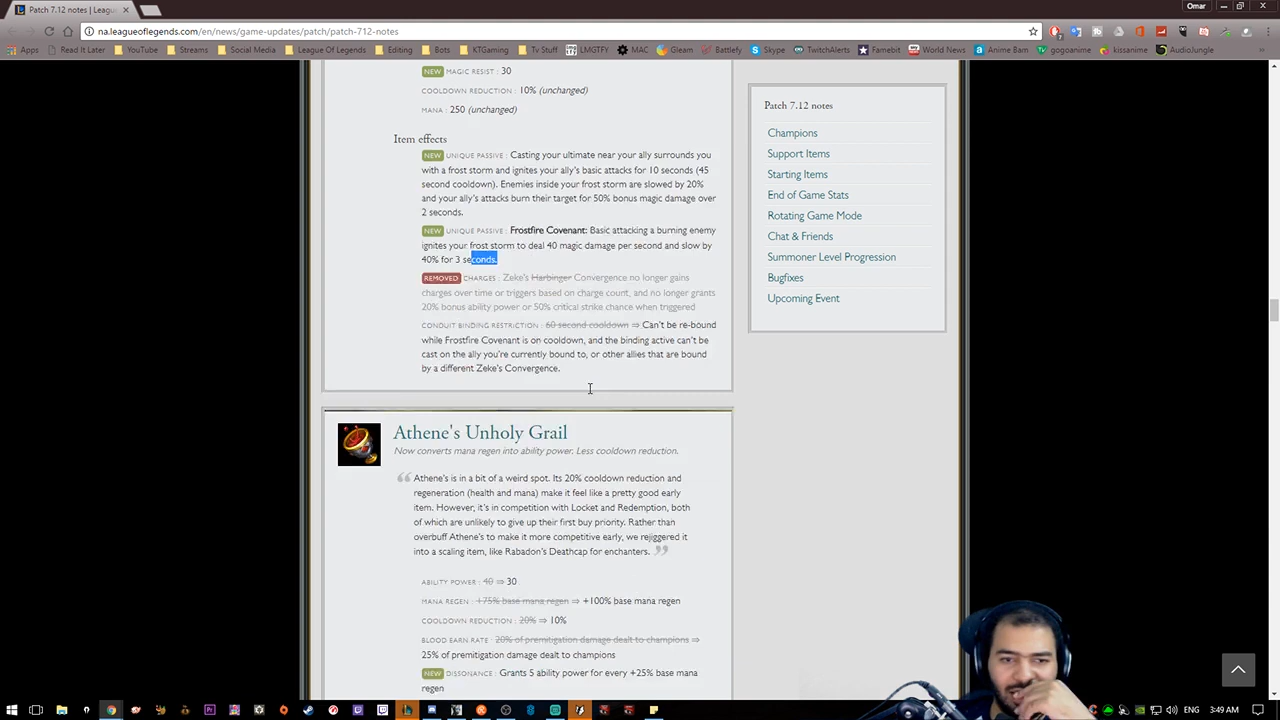 Patch 7.12 notes | Leagu
Omar
na.leagueoflegends.com/en/news/game-updates/patch/patch-712-notes
Apps Read It Later YouTube Streams Social Media League Of Legends Editing Bots KTGaming Tv Stuff LMGTFY MAC Gleam Battlefy Skype TwitchAlerts Famebit World News Anime Bam gogoanime kissanime AudioJungle
NEW MAGIC RESIST : 30
COOLDOWN REDUCTION : 10% (unchanged)
MANA : 250 (unchanged)
Item effects
NEW UNIQUE PASSIVE : Casting your ultimate near your ally surrounds you
with a frost storm and ignites your ally's basic attacks for 10 seconds (45
second cooldown). Enemies inside your frost storm are slowed by 20%
and your ally's attacks burn their target for 50% bonus magic damage over
2 seconds.
NEW UNIQUE PASSIVE : Frostfire Covenant: Basic attacking a burning enemy
ignites your frost storm to deal 40 magic damage per second and slow by
40% for 3 seconds.
REMOVED CHARGES : Zeke's Harbinger Convergence no longer gains
charges over time or triggers based on charge count, and no longer grants
20% bonus ability power or 50% critical strike chance when triggered
CONDUIT BINDING RESTRICTION : 60 second cooldown ⇒ Can't be re-bound
while Frostfire Covenant is on cooldown, and the binding active can't be
cast on the ally you're currently bound to, or other allies that are bound
by a different Zeke's Convergence.
Athene's Unholy Grail
Now converts mana regen into ability power. Less cooldown reduction.
Athene's is in a bit of a weird spot. Its 20% cooldown reduction and
regeneration (health and mana) make it feel like a pretty good early
item. However, it's in competition with Locket and Redemption, both
of which are unlikely to give up their first buy priority. Rather than
overbuff Athene's to make it more competitive early, we rejiggered it
into a scaling item, like Rabadon's Deathcap for enchanters.
ABILITY POWER : 40 ⇒ 30
MANA REGEN : +75% base mana regen ⇒ +100% base mana regen
COOLDOWN REDUCTION : 20% ⇒ 10%
BLOOD EARN RATE : 20% of premitigation damage dealt to champions ⇒
25% of premitigation damage dealt to champions
NEW DISSONANCE : Grants 5 ability power for every +25% base mana
regen
Patch 7.12 notes
Champions
Support Items
Starting Items
End of Game Stats
Rotating Game Mode
Chat & Friends
Summoner Level Progression
Bugfixes
Upcoming Event
3:49 AM